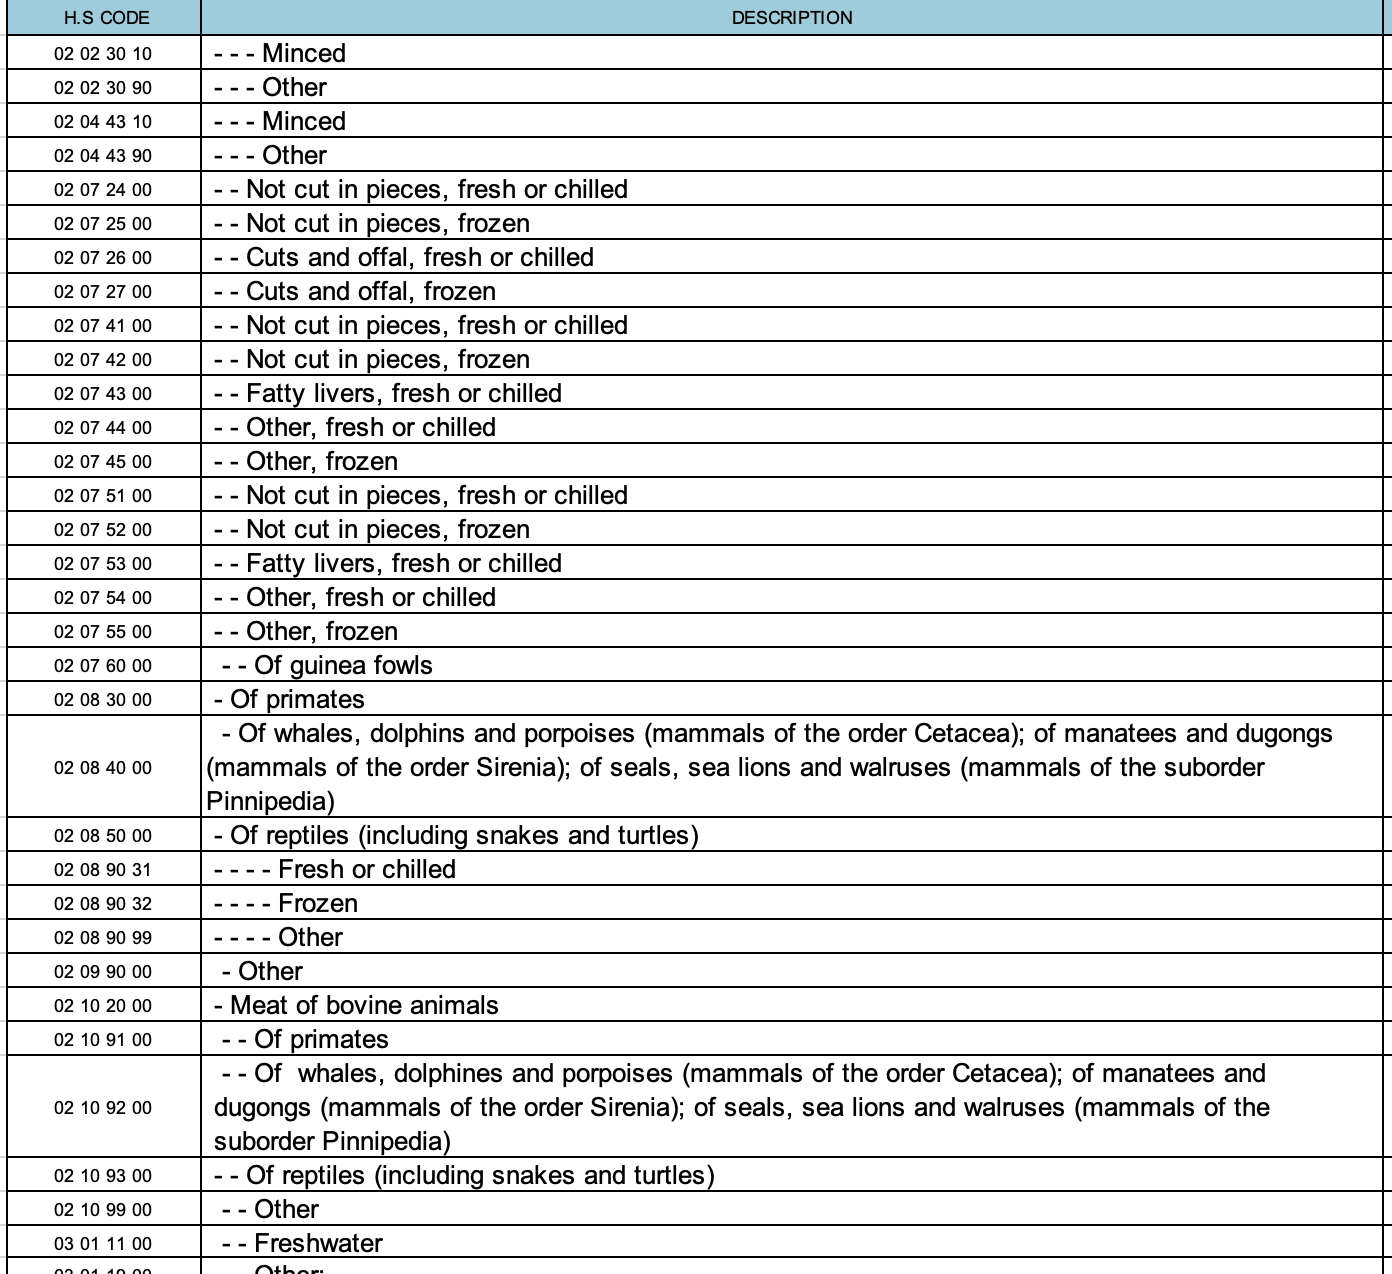 H.S CODE DESCRIPTION
02 02 30 10 - - - Minced
02 02 30 90 - - - Other
02 04 43 10 - - - Minced
02 04 43 90 - - - Other
02 07 24 00 - - Not cut in pieces, fresh or chilled
02 07 25 00 - - Not cut in pieces, frozen
02 07 26 00 - - Cuts and offal, fresh or chilled
02 07 27 00 - - Cuts and offal, frozen
02 07 41 00 - - Not cut in pieces, fresh or chilled
02 07 42 00 - - Not cut in pieces, frozen
02 07 43 00 - - Fatty livers, fresh or chilled
02 07 44 00 - - Other, fresh or chilled
02 07 45 00 - - Other, frozen
02 07 51 00 - - Not cut in pieces, fresh or chilled
02 07 52 00 - - Not cut in pieces, frozen
02 07 53 00 - - Fatty livers, fresh or chilled
02 07 54 00 - - Other, fresh or chilled
02 07 55 00 - - Other, frozen
02 07 60 00 - - Of guinea fowls
02 08 30 00 - Of primates
02 08 40 00 - Of whales, dolphins and porpoises (mammals of the order Cetacea); of manatees and dugongs
(mammals of the order Sirenia); of seals, sea lions and walruses (mammals of the suborder
Pinnipedia)
02 08 50 00 - Of reptiles (including snakes and turtles)
02 08 90 31 - - - - Fresh or chilled
02 08 90 32 - - - - Frozen
02 08 90 99 - - - - Other
02 09 90 00 - Other
02 10 20 00 - Meat of bovine animals
02 10 91 00 - - Of primates
02 10 92 00 - - Of  whales, dolphines and porpoises (mammals of the order Cetacea); of manatees and
dugongs (mammals of the order Sirenia); of seals, sea lions and walruses (mammals of the
suborder Pinnipedia)
02 10 93 00 - - Of reptiles (including snakes and turtles)
02 10 99 00 - - Other
03 01 11 00 - - Freshwater
03 01 19 00 Other: